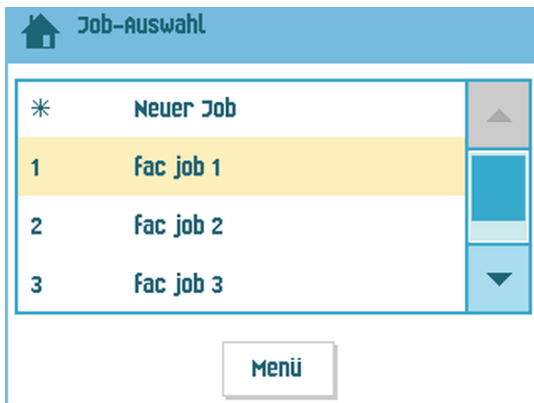 Job-Auswahl
✳ Neuer Job
1 fac job 1
2 fac job 2
3 fac job 3
Menü